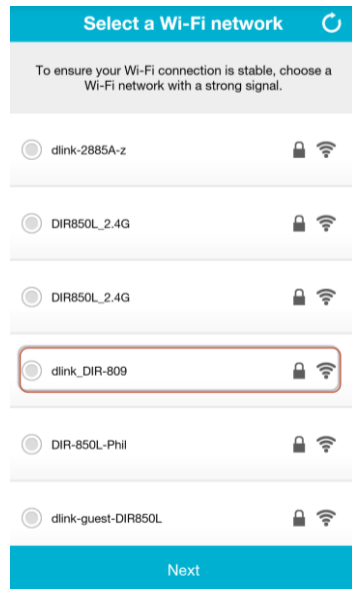 Select a Wi-Fi network
To ensure your Wi-Fi connection is stable, choose a
Wi-Fi network with a strong signal.
dlink-2885A-z
DIR850L_2.4G
DIR850L_2.4G
dlink_DIR-809
DIR-850L-Phil
dlink-guest-DIR850L
Next